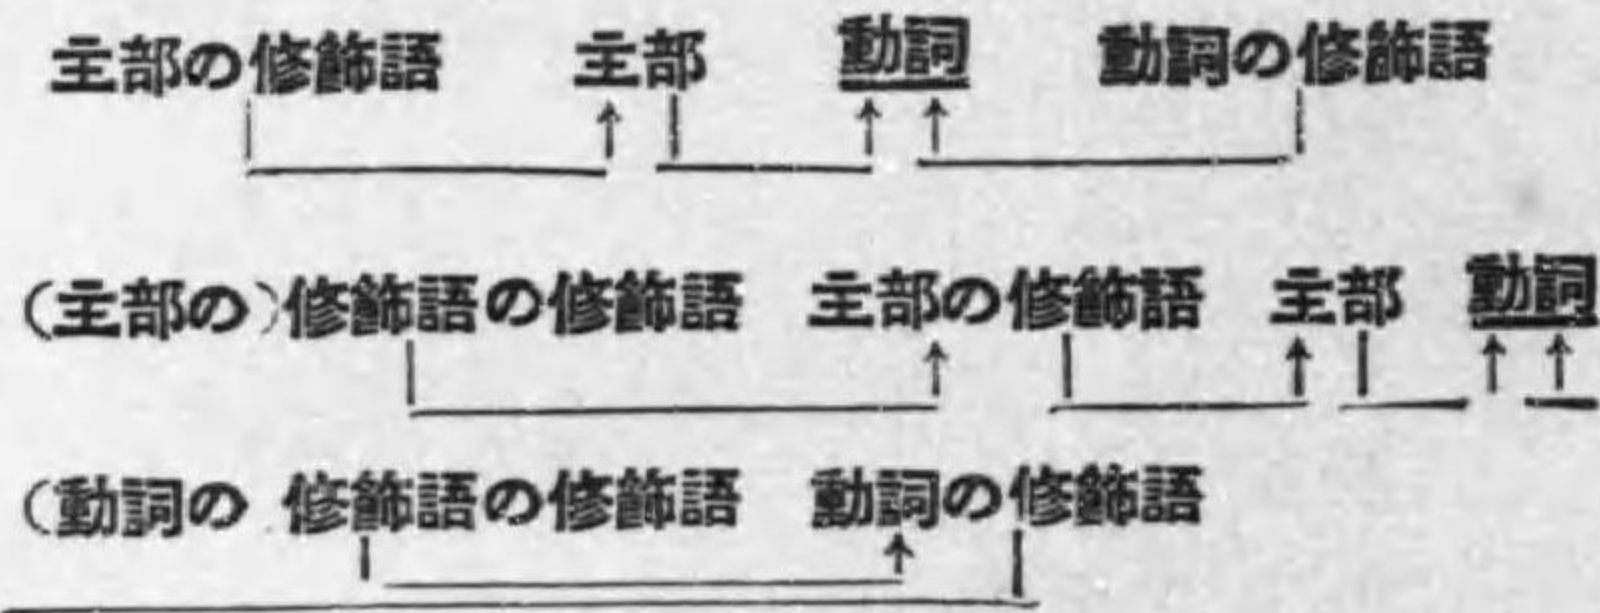 主部の修飾語 主部 動詞 動詞の修飾語
(主部の)修飾語の修飾語 主部の修飾語 主部 動詞
(動詞の 修飾語の修飾語 動詞の修飾語